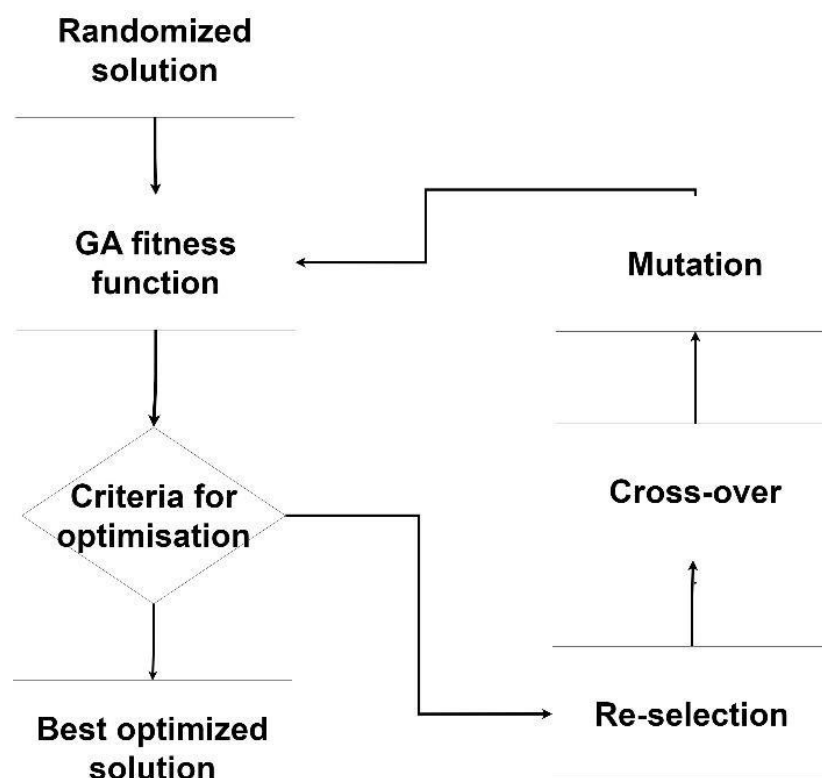 Randomized
solution
GA fitness
function
Mutation
Criteria for
optimisation
Cross-over
Best optimized
solution
Re-selection